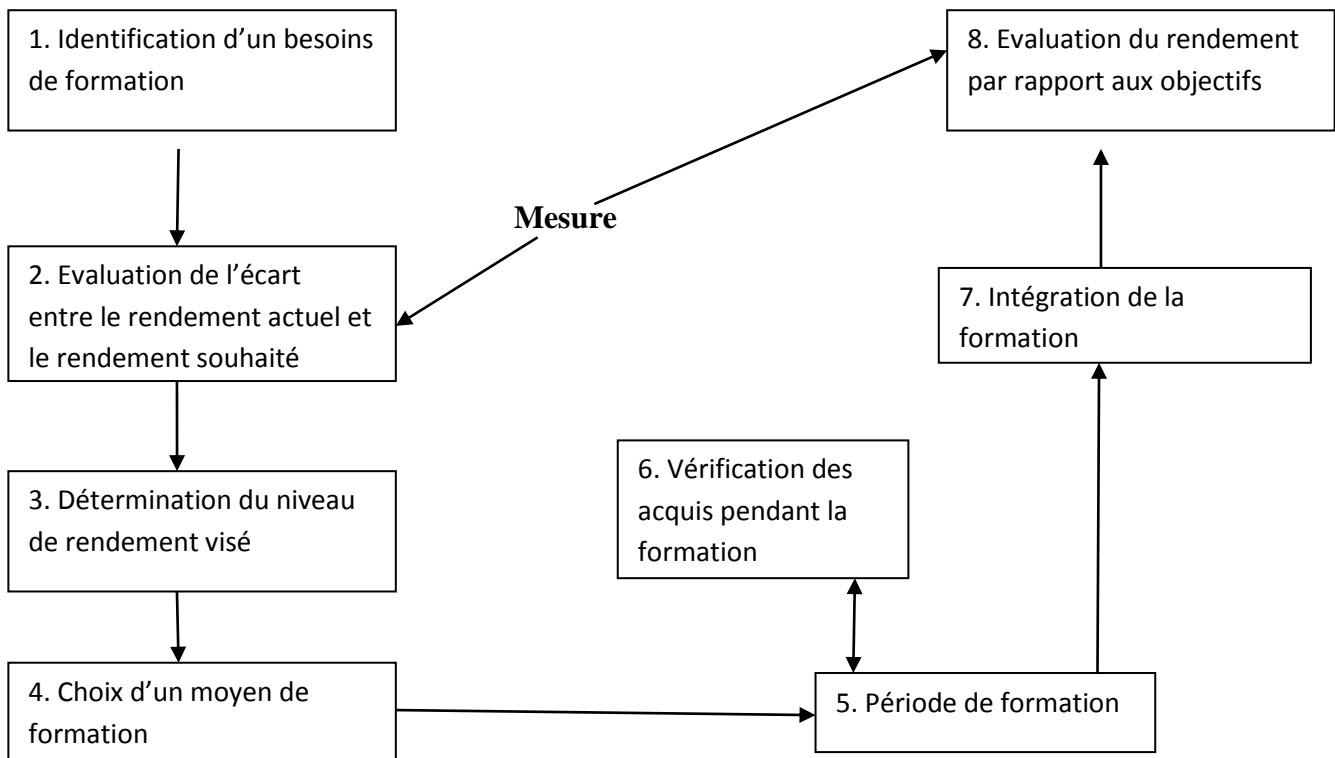 1. Identification d’un besoins
de formation
8. Evaluation du rendement
par rapport aux objectifs
Mesure
2. Evaluation de l’écart
entre le rendement actuel et
le rendement souhaité
7. Intégration de la
formation
3. Détermination du niveau
de rendement visé
6. Vérification des
acquis pendant la
formation
4. Choix d’un moyen de
formation
5. Période de formation